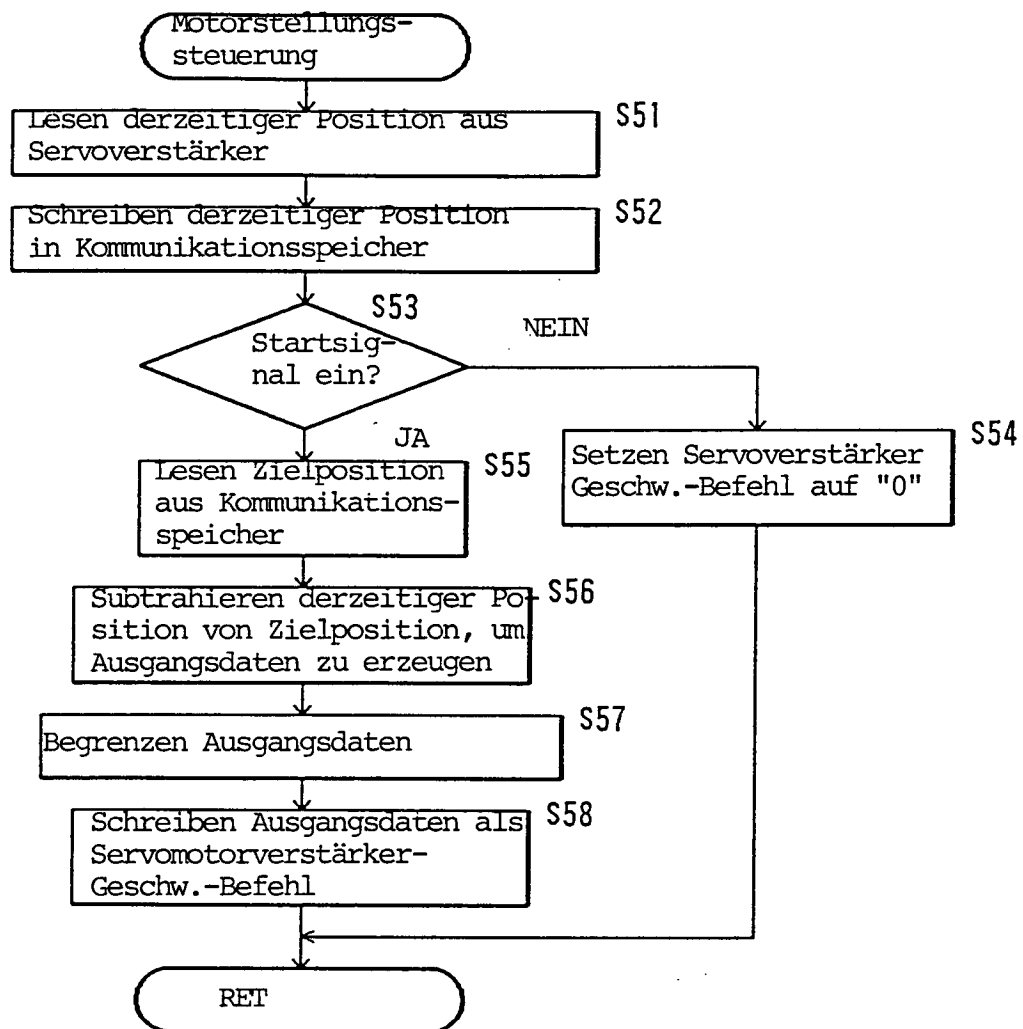 Motorstellungs-
steuerung
S51
Lesen derzeitiger Position aus
Servoverstärker
S52
Schreiben derzeitiger Position
in Kommunikationsspeicher
S53
Startsig-
nal ein?
NEIN
JA
S54
Setzen Servoverstärker
Geschw.-Befehl auf "0"
S55
Lesen Zielposition
aus Kommunikations-
speicher
S56
Subtrahieren derzeitiger Po-
sition von Zielposition, um
Ausgangsdaten zu erzeugen
S57
Begrenzen Ausgangsdaten
S58
Schreiben Ausgangsdaten als
Servomotorverstärker-
Geschw.-Befehl
RET